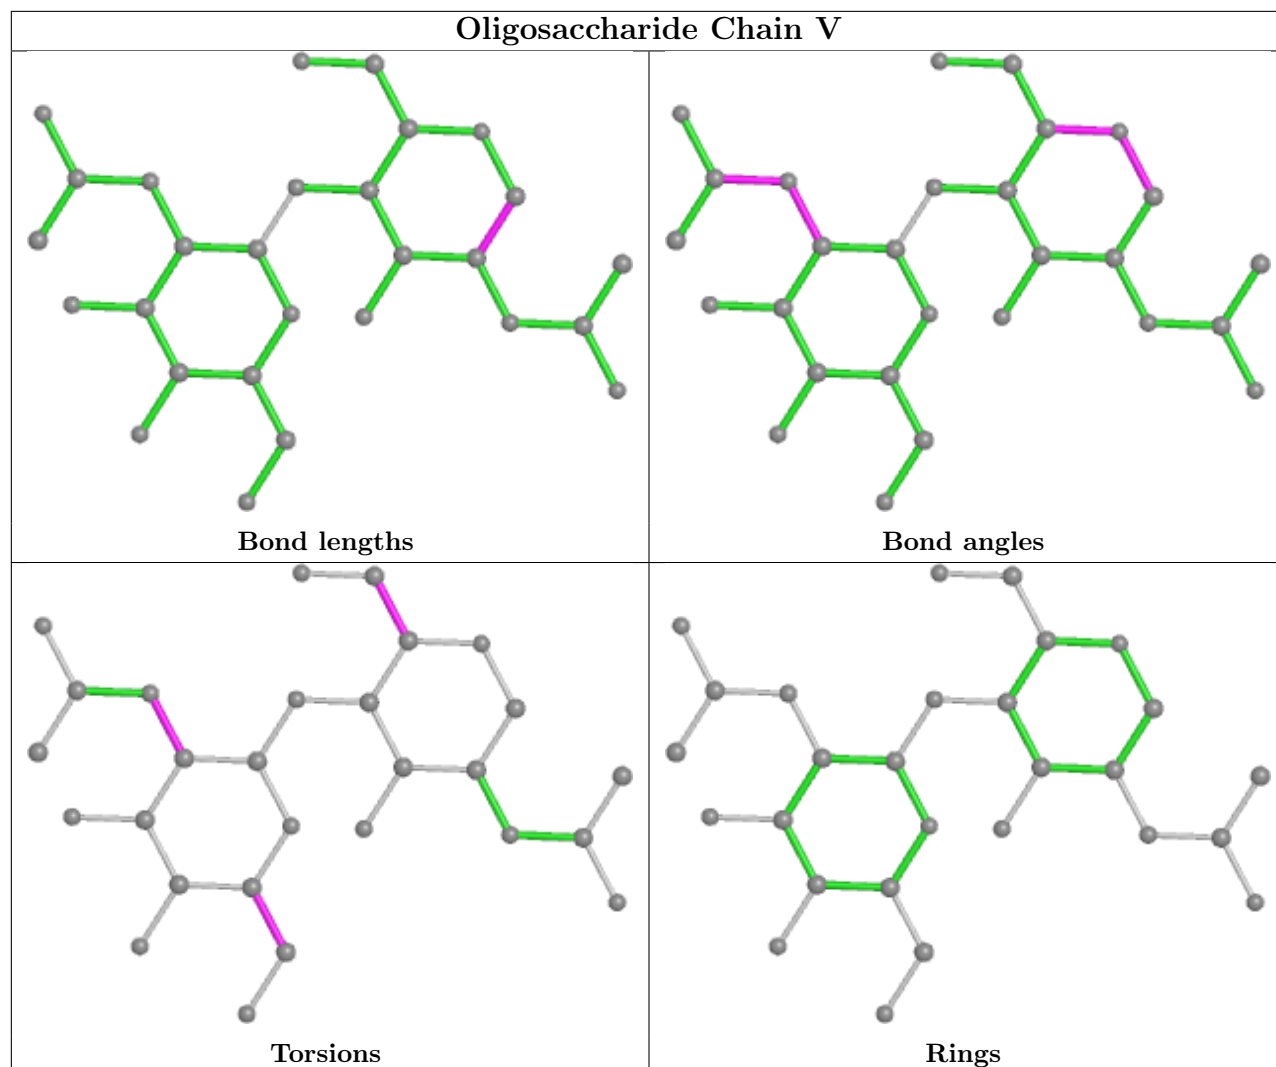 Oligosaccharide Chain V
Bond lengths
Bond angles
Torsions
Rings